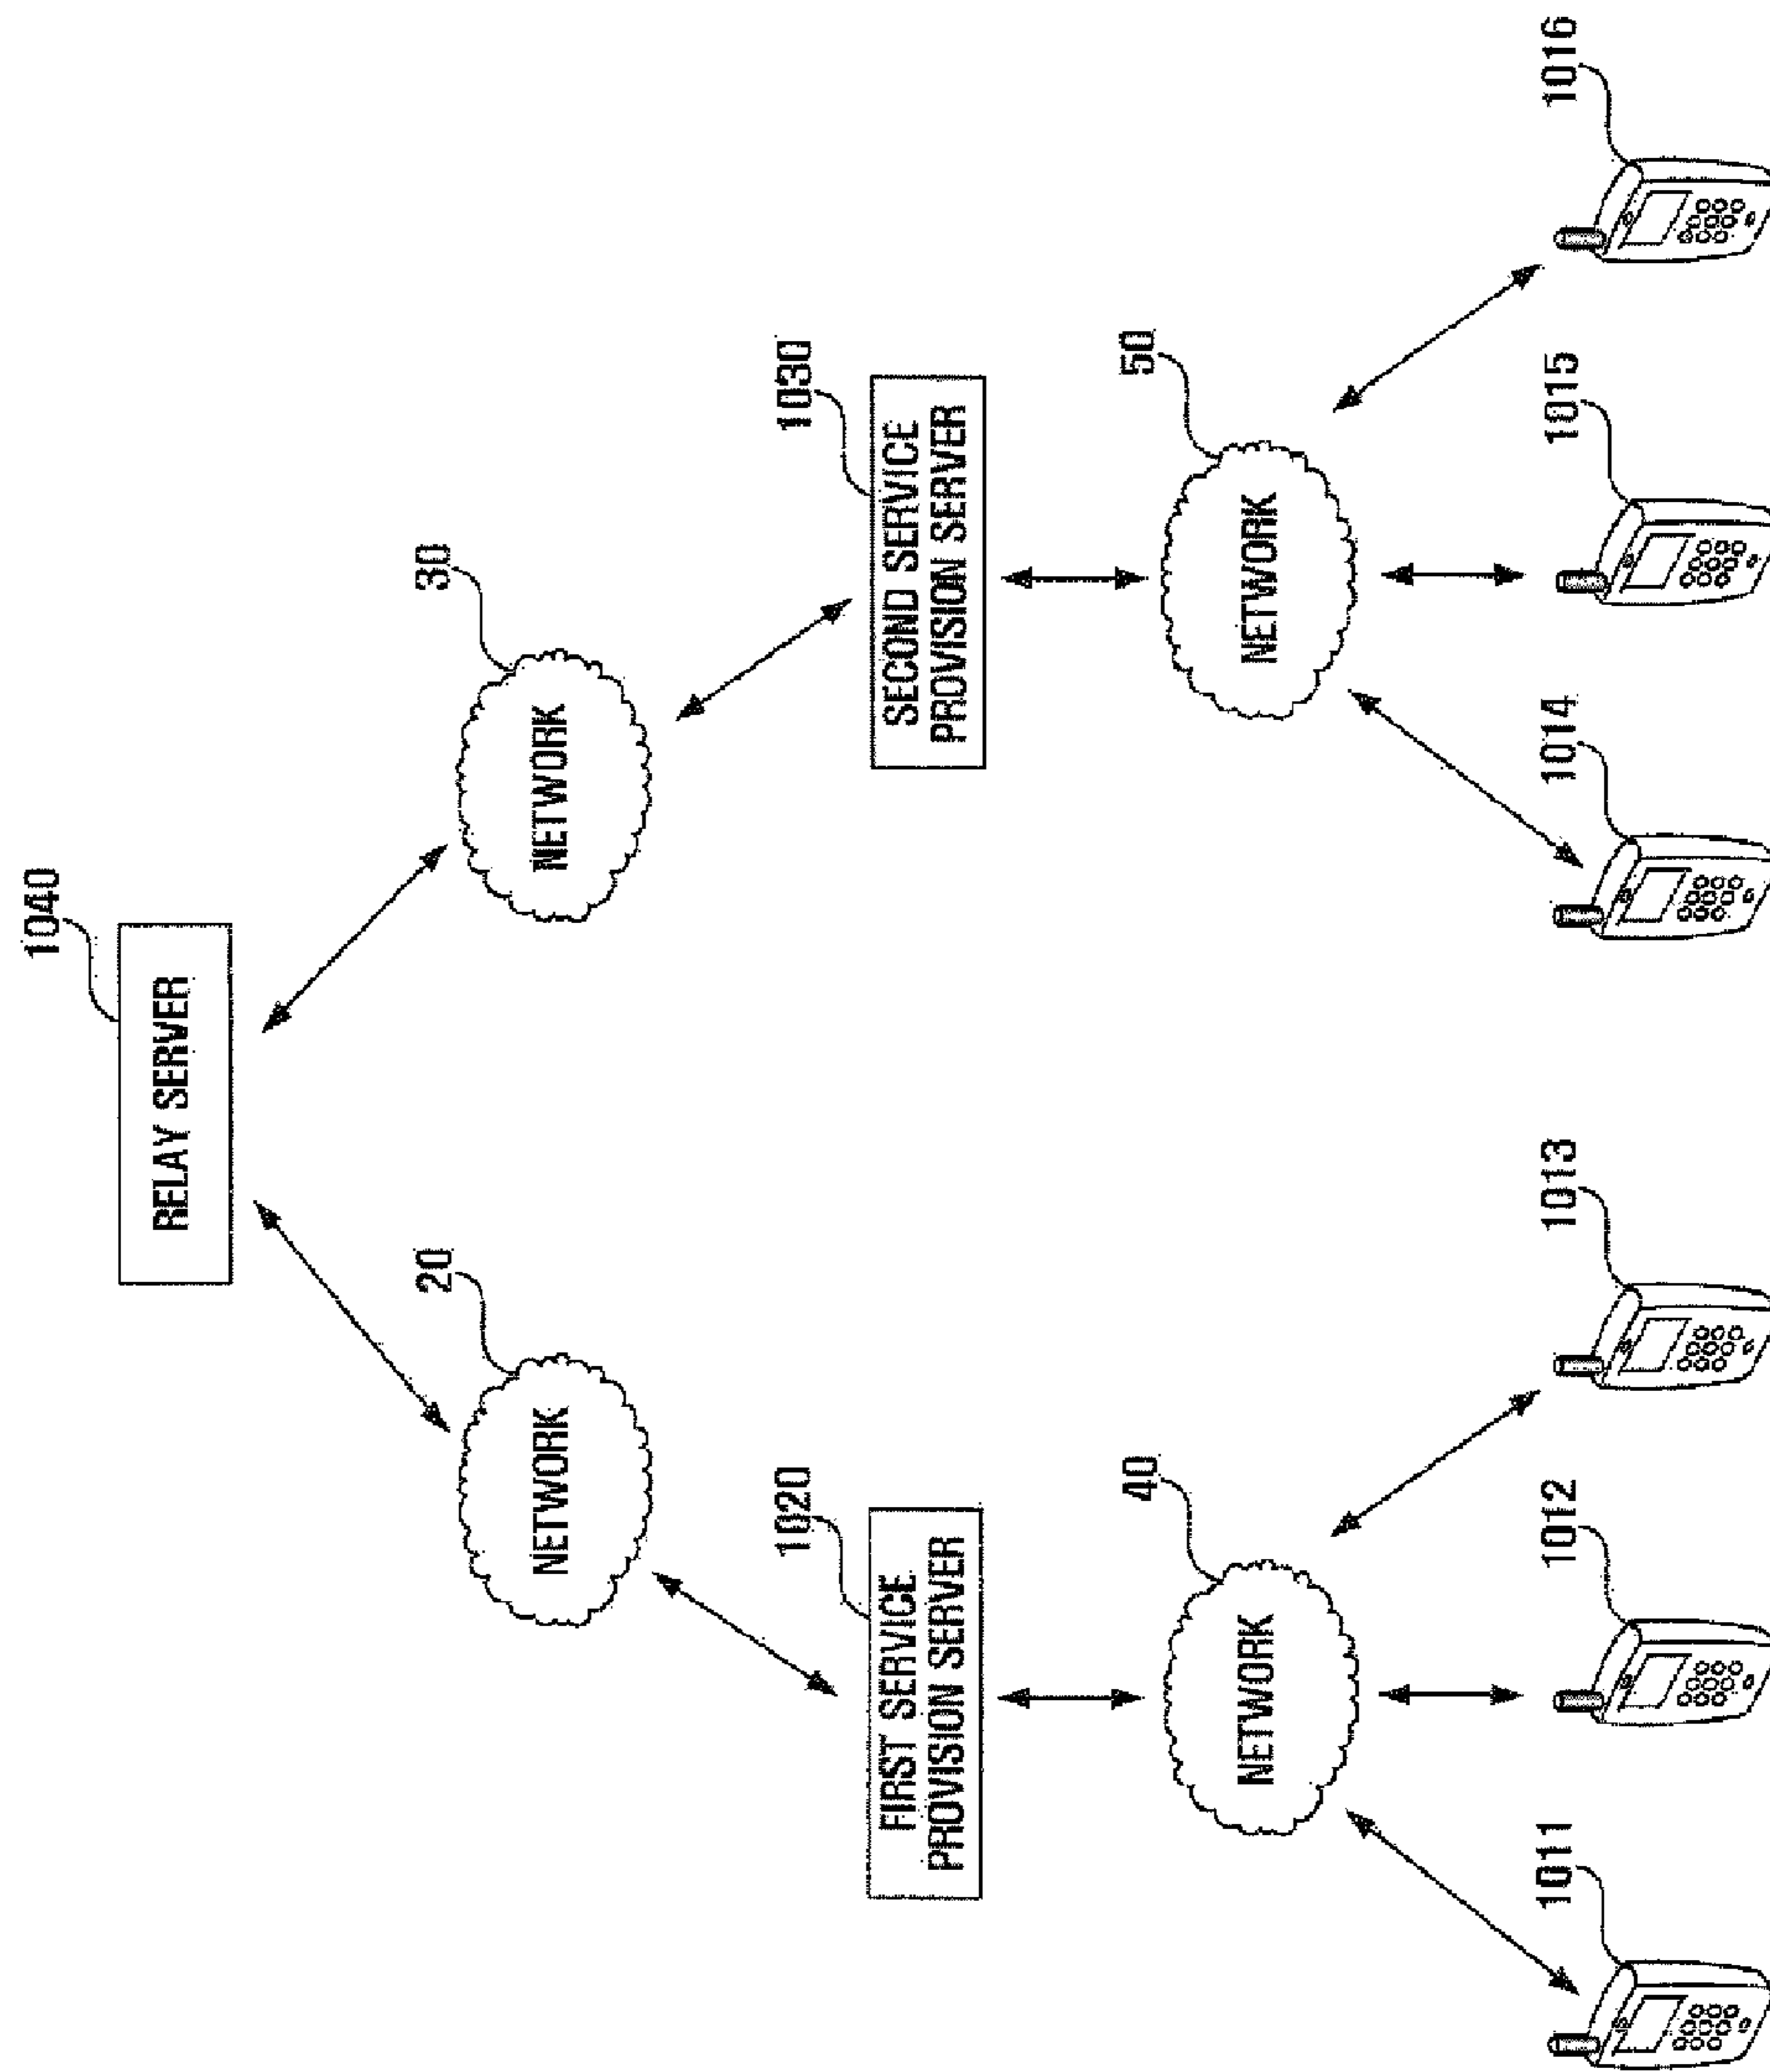 1040
RELAY SERVER
20
30
NETWORK
NETWORK
1020
1030
FIRST SERVICE
PROVISION SERVER
SECOND SERVICE
PROVISION SERVER
40
50
NETWORK
NETWORK
1011
1012
1013
1014
1015
1016